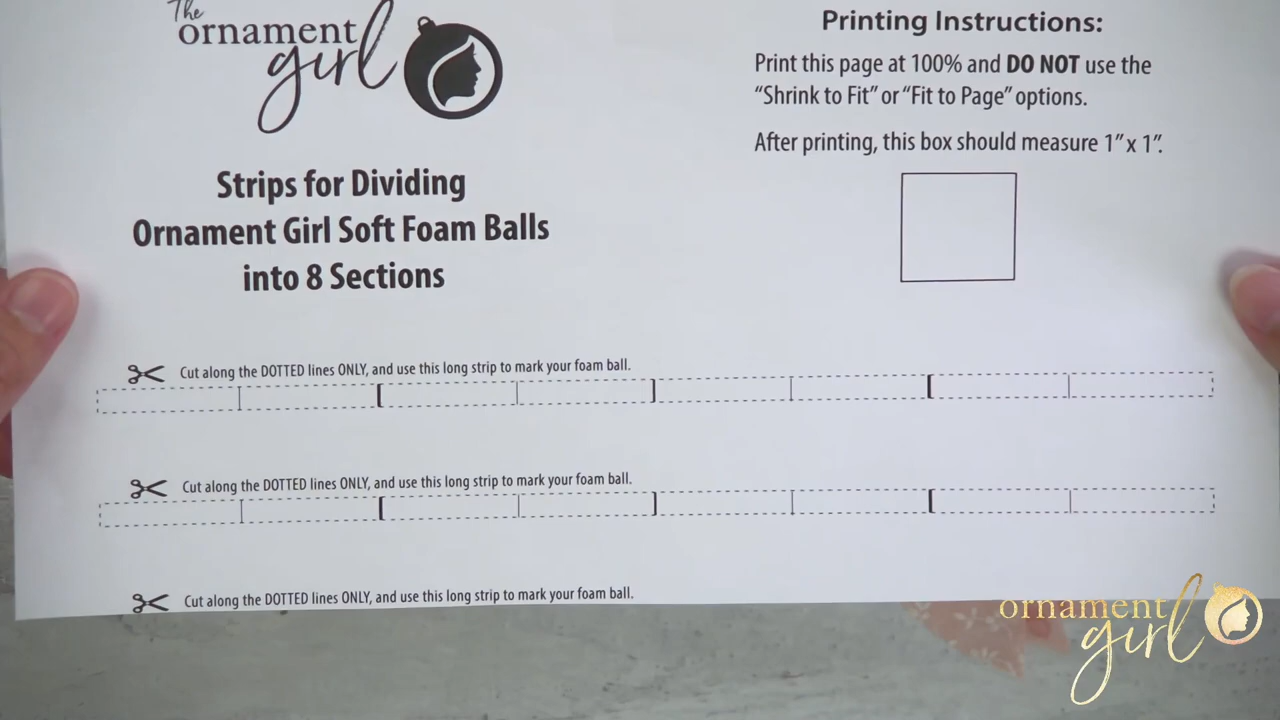 The
ornament
girl
Strips for Dividing
Ornament Girl Soft Foam Balls
into 8 Sections
Printing Instructions:
Print this page at 100% and DO NOT use the
“Shrink to Fit” or “Fit to Page” options.
After printing, this box should measure 1” x 1”.
Cut along the DOTTED lines ONLY, and use this long strip to mark your foam ball.
Cut along the DOTTED lines ONLY, and use this long strip to mark your foam ball.
Cut along the DOTTED lines ONLY, and use this long strip to mark your foam ball.
ornament
girl